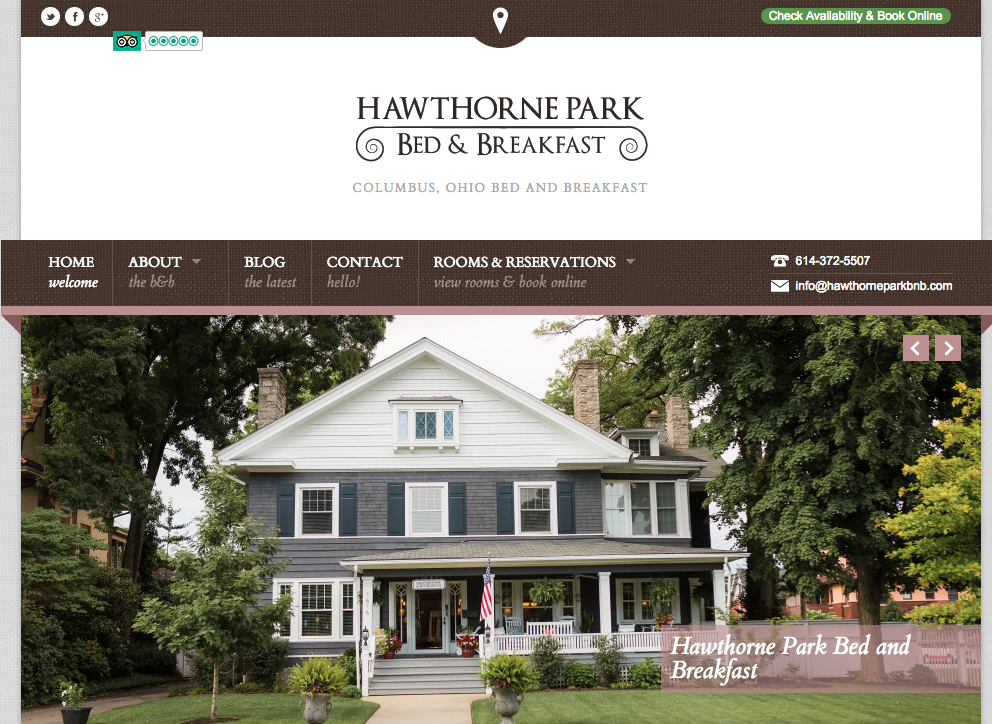 Check Availability & Book Online
HAWTHORNE PARK
BED & BREAKFAST
COLUMBUS, OHIO BED AND BREAKFAST
HOME
welcome
ABOUT
the b&b
BLOG
the latest
CONTACT
hello!
ROOMS & RESERVATIONS
view rooms & book online
614-372-5507
info@hawthorneparkbnb.com
Hawthorne Park Bed and
Breakfast